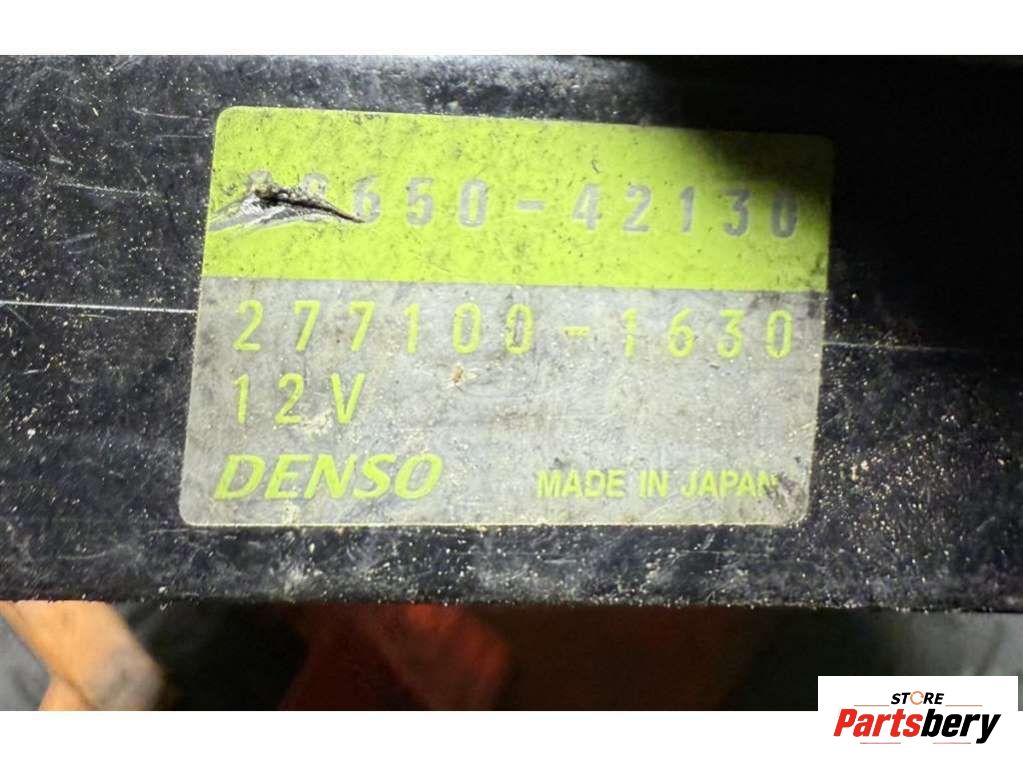 650-42130
277100-1630
12V
DENSO MADE IN JAPAN
STORE
Partsbery